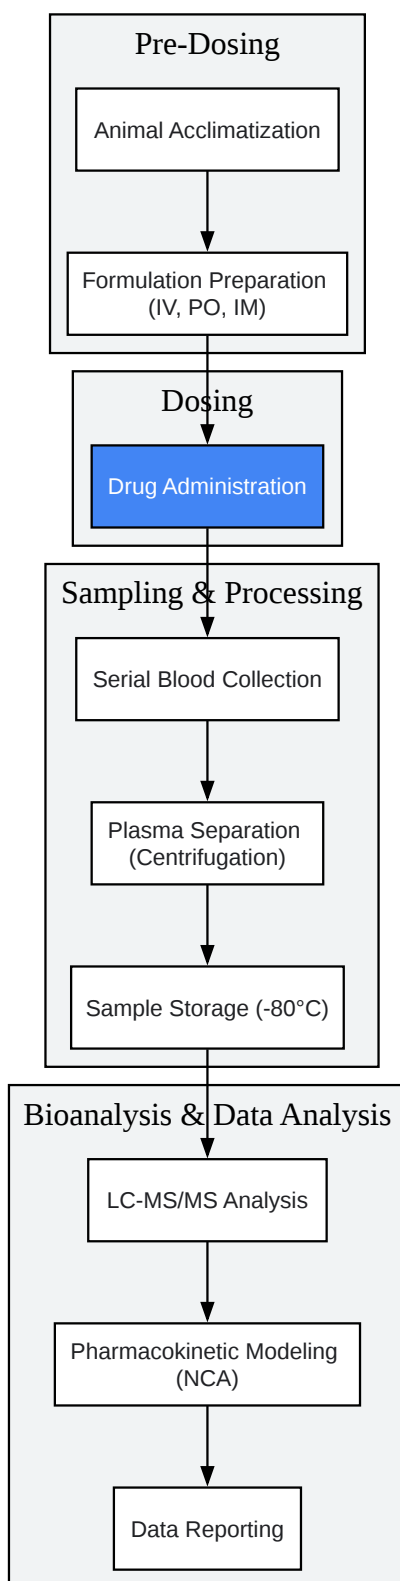 Pre-Dosing
Animal Acclimatization
Formulation Preparation
(IV, PO, IM)
Dosing
Drug Administration
Sampling & Processing
Serial Blood Collection
Plasma Separation
(Centrifugation)
Sample Storage (-80°C)
Bioanalysis & Data Analysis
LC-MS/MS Analysis
Pharmacokinetic Modeling
(NCA)
Data Reporting